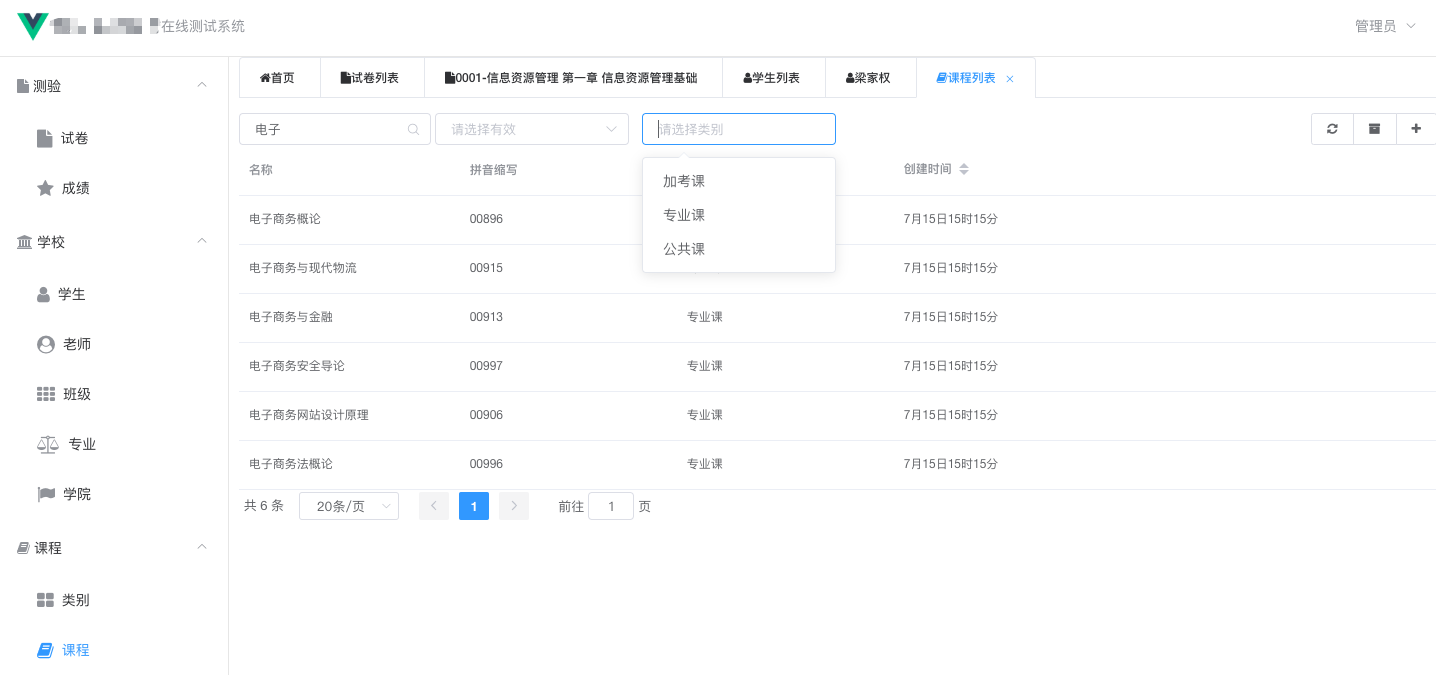 在线测试系统
管理员
测验
试卷
成绩
学校
学生
老师
班级
专业
学院
课程
类别
课程
首页 试卷列表 0001-信息资源管理 第一章 信息资源管理基础 学生列表 梁家权 课程列表
电子 请选择有效 请选择类别
加考课
专业课
公共课
名称 拼音缩写 创建时间
电子商务概论 00896 7月15日15时15分
电子商务与现代物流 00915 7月15日15时15分
电子商务与金融 00913 专业课 7月15日15时15分
电子商务安全导论 00997 专业课 7月15日15时15分
电子商务网站设计原理 00906 专业课 7月15日15时15分
电子商务法概论 00996 专业课 7月15日15时15分
共 6 条 20条/页 1 前往 1 页